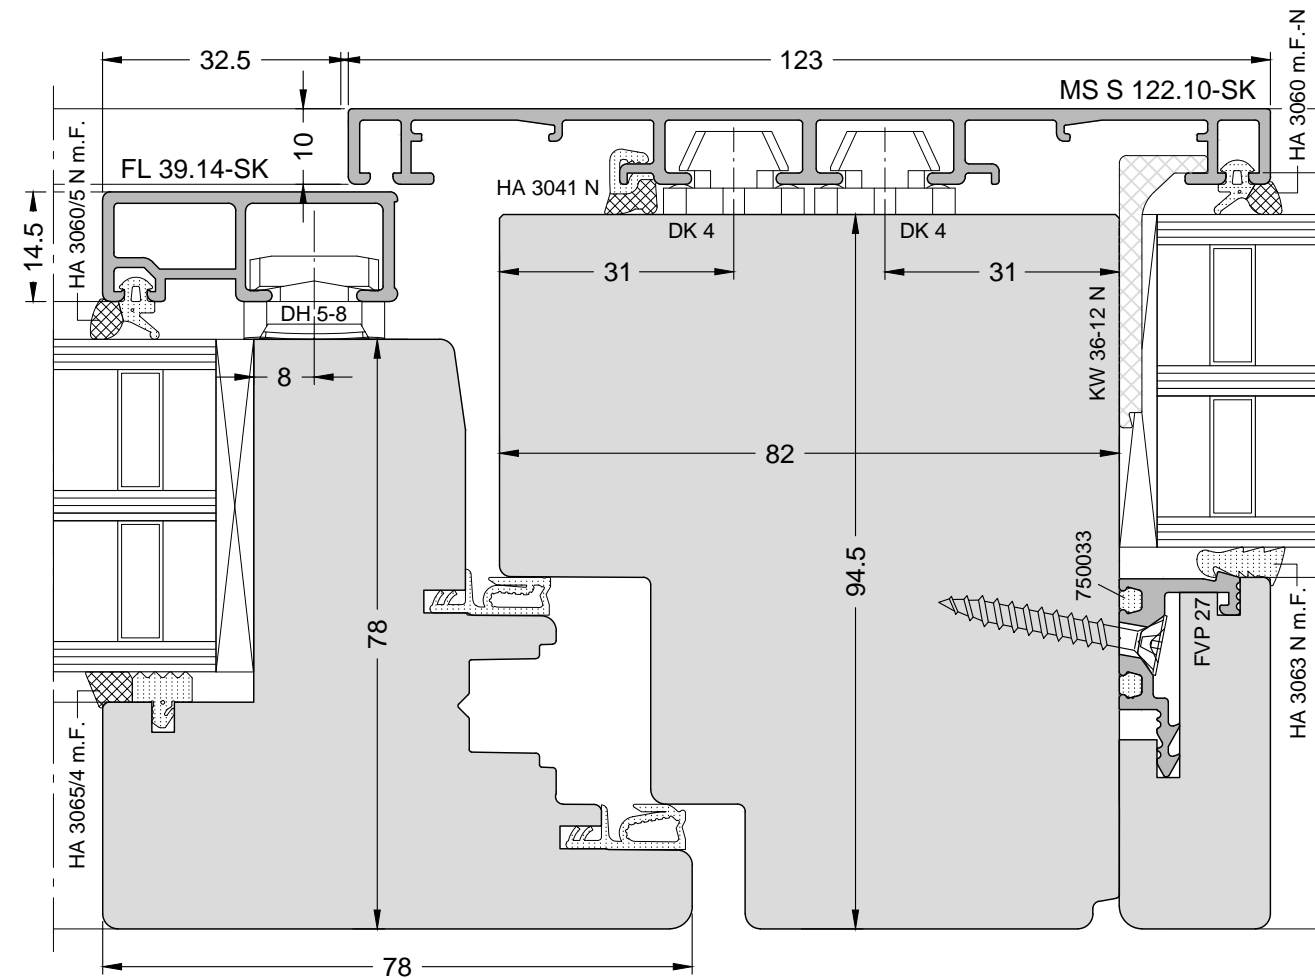 32.5
123
MS S 122.10-SK
HA 3060 m.F.-N
10
FL 39.14-SK
HA 3060/5 N m.F.
HA 3041 N
14.5
DK 4
DK 4
31
31
DH 5-8
KW 36-12 N
8
82
94.5
750033
78
FVP 27
HA 3063 N m.F.
HA 3065/4 m.F.
78